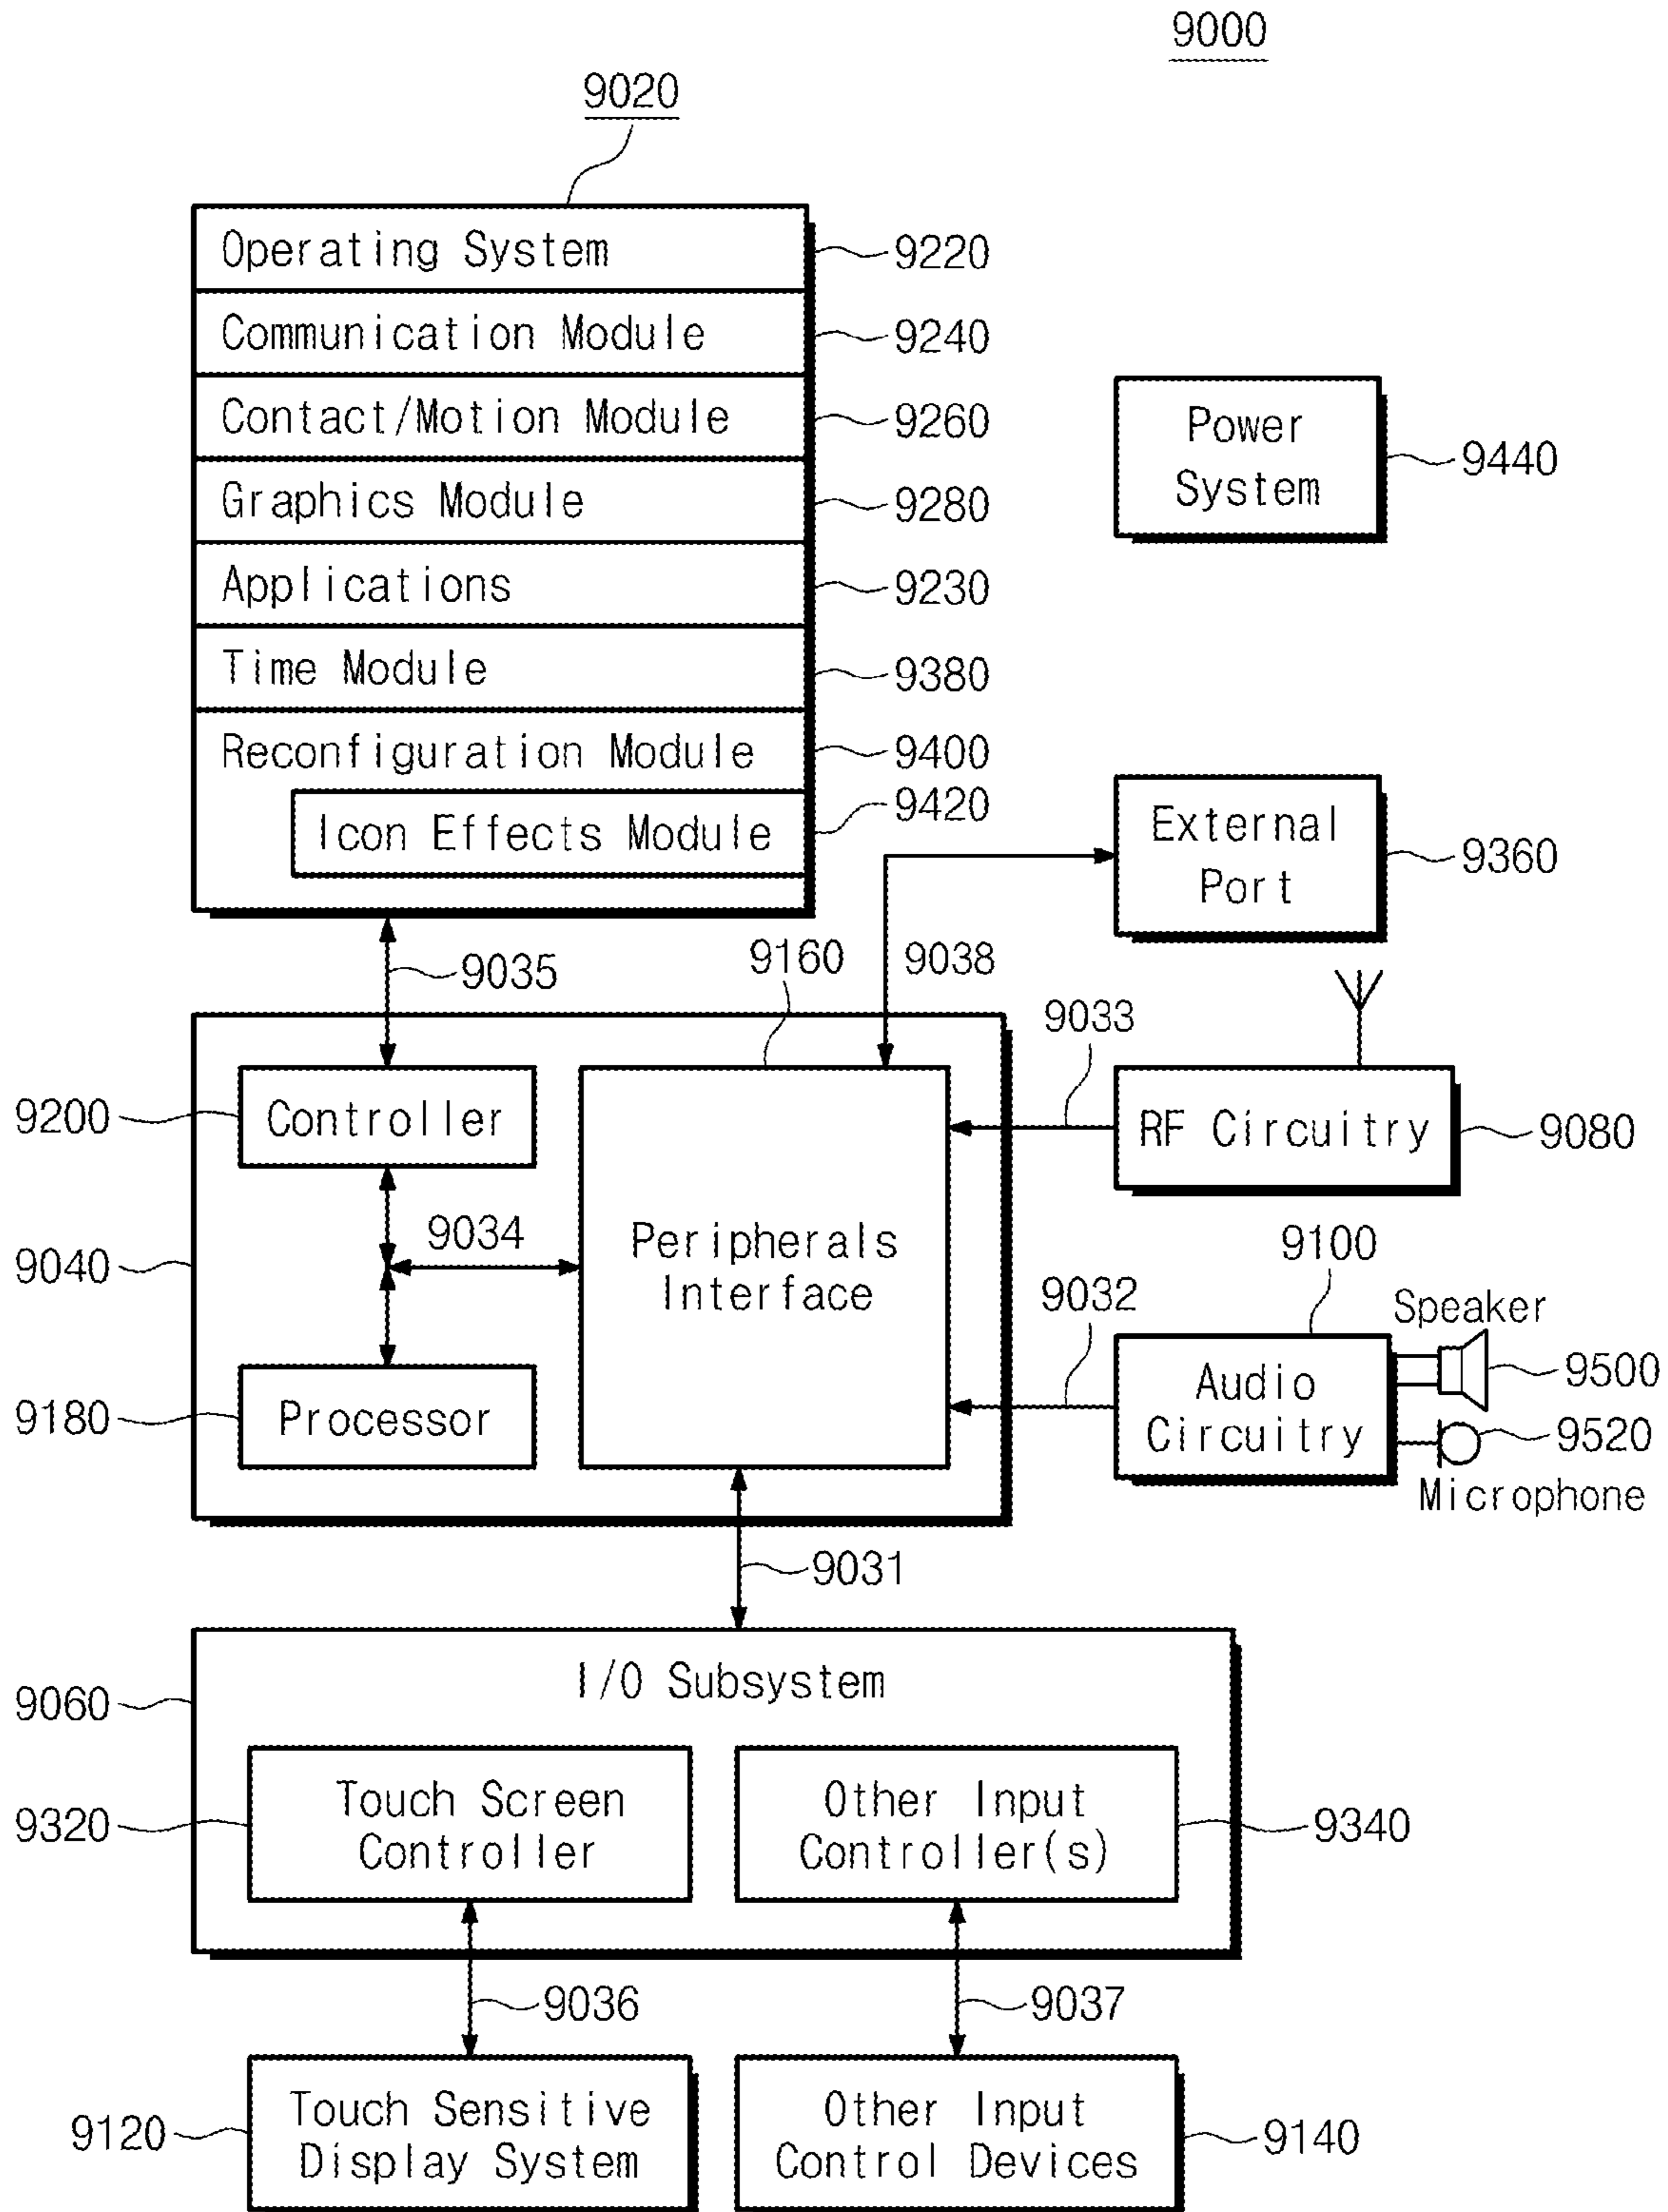 9000
9020
Operating System
9220
Communication Module
9240
Contact/Motion Module
9260
Graphics Module
9280
Applications
9230
Time Module
9380
Reconfiguration Module
9400
Icon Effects Module
9420
Power
System
9440
External
Port
9360
9035
9160
9038
9033
9200
Controller
RF Circuitry
9080
9040
9034
Peripherals
Interface
9032
9100
Speaker
9500
Audio
Circuitry
9520
Microphone
9180
Processor
9031
I/O Subsystem
9060
Touch Screen
Controller
9320
Other Input
Controller(s)
9340
9036
9037
Touch Sensitive
Display System
9120
Other Input
Control Devices
9140